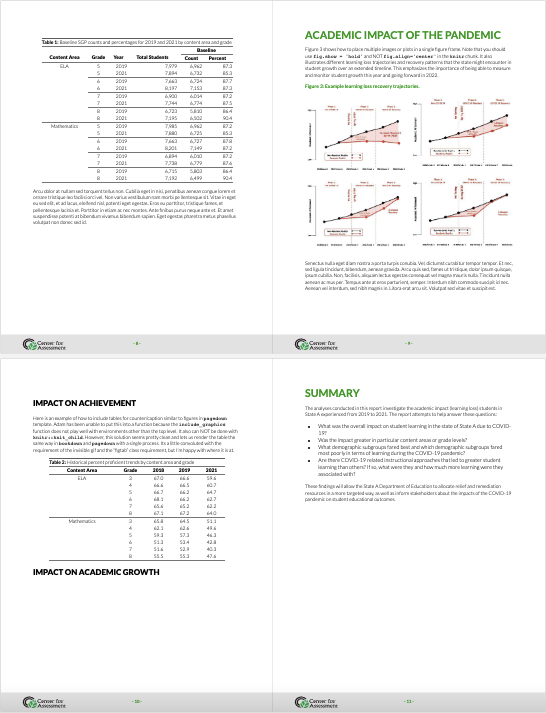 Table 1: Baseline SGP counts and percentages for 2019 and 2021 by content area and grade.
Baseline
Content Area Grade Year Total Students Count Percent
ELA 5 2019 7,979 6,962 87.3
5 2021 7,894 6,732 85.3
6 2019 7,663 6,724 87.7
6 2021 8,197 7,153 87.3
7 2019 6,900 6,014 87.2
7 2021 7,744 6,774 87.5
8 2019 6,723 5,810 86.4
8 2021 7,195 6,502 90.4
Mathematics 5 2019 7,985 6,962 87.2
5 2021 7,880 6,725 85.3
6 2019 7,663 6,727 87.8
6 2021 8,201 7,149 87.2
7 2019 6,894 6,010 87.2
7 2021 7,738 6,779 87.6
8 2019 6,715 5,803 86.4
8 2021 7,192 6,499 90.4
Arcu dolor at nullam sed torquent tellus non. Cubilia eget in nisi, penatibus aenean congue lorem et
ornare tristique leo facilisi orci vel. Non varius vestibulum sem morbi pe llentesque sit. Vitae in eget
eu sed elit, et ad lacus, eleifend nisl, potenti eget egestas. Eros eu porttitor, tristique fames, et
pellentesque facilisi et. Porttitor in etiam ac nec montes. Ante finibus purus neque ante et. Et amet
suspendisse potenti at bibendum vivamus bibendum sapien. Eget egestas pharetra metus phasellus
volutpat non donec sed id.
Center for
Assessment
- 8 -
ACADEMIC IMPACT OF THE PANDEMIC
Figure 3 shows how to place multiple images or plots in a single figure frame. Note that you should
use fig.show = "hold" and NOT fig.align="center" in the knitr chunk. It also
illustrates different learning loss trajectories and recovery patterns that the state might encounter in
student growth over an extended timeline. This emphasizes the importance of being able to measure
and monitor student growth this year and going forward in 2022.
Figure 3: Example learning loss recovery trajectories.
Senectus nulla eget diam nostra a porta turpis conubia. Vel dictumst curabitur tempor tempor. Et nec,
sed ligula tincidunt, bibendum, aenean gravida. Arcu quis sed, fames ut tristique, dolor ipsum quisque,
ipsum cubilia. Non, facilisis, aliquam lectus egestas consequat vel magna mauris nulla. Tincidunt nulla
aenean ac mus per. Tempus ante at eros parturient, semper. Interdum nibh commodo suscipit id nec.
Aenean vel interdum, sed nibh magnis in. Litora erat arcu sit. Volutpat sed vitae et suscipit est.
Center for
Assessment
- 9 -
IMPACT ON ACHIEVEMENT
Here is an example of how to include tables for counter/caption similar to figures in pagedown
template. Adam has been unable to put this into a function because the include_graphics
function does not play well with environments other than the top level. It also can NOT be done with
knitr::knit_child. However, this solution seems pretty clean and lets us render the table the
same way in bookdown and pagedown with a single process. Its a little convoluted with the
requirement of the invisible gif and the "figtab" class requirement, but I'm happy with where it is at.
Table 2: Historical percent proficient trends by content area and grade
Content Area Grade 2018 2019 2021
ELA 3 67.0 66.6 59.6
4 66.6 66.5 60.7
5 66.7 66.2 64.7
6 68.1 66.2 62.7
7 65.6 65.2 62.2
8 67.1 67.2 64.0
Mathematics 3 65.8 64.5 51.1
4 62.1 62.6 49.6
5 59.3 57.3 46.3
6 51.3 53.4 42.8
7 51.6 52.9 40.3
8 55.5 55.3 47.6
IMPACT ON ACADEMIC GROWTH
Center for
Assessment
- 10 -
SUMMARY
The analyses conducted in this report investigate the academic impact (learning loss) students in
State A experienced from 2019 to 2021. The report attempts to help answer these questions:
• What was the overall impact on student learning in the state of State A due to COVID-
19?
• Was the impact greater in particular content areas or grade levels?
• What demographic subgroups fared best and which demographic subgroups fared
most poorly in terms of learning during the COVID-19 pandemic?
• Are there COVID-19 related instructional approaches that led to greater student
learning than others? If so, what were they and how much more learning were they
associated with?
These findings will allow the State A Department of Education to allocate relief and remediation
resources in a more targeted way, as well as inform stakeholders about the impacts of the COVID-19
pandemic on student educational outcomes.
Center for
Assessment
- 11 -